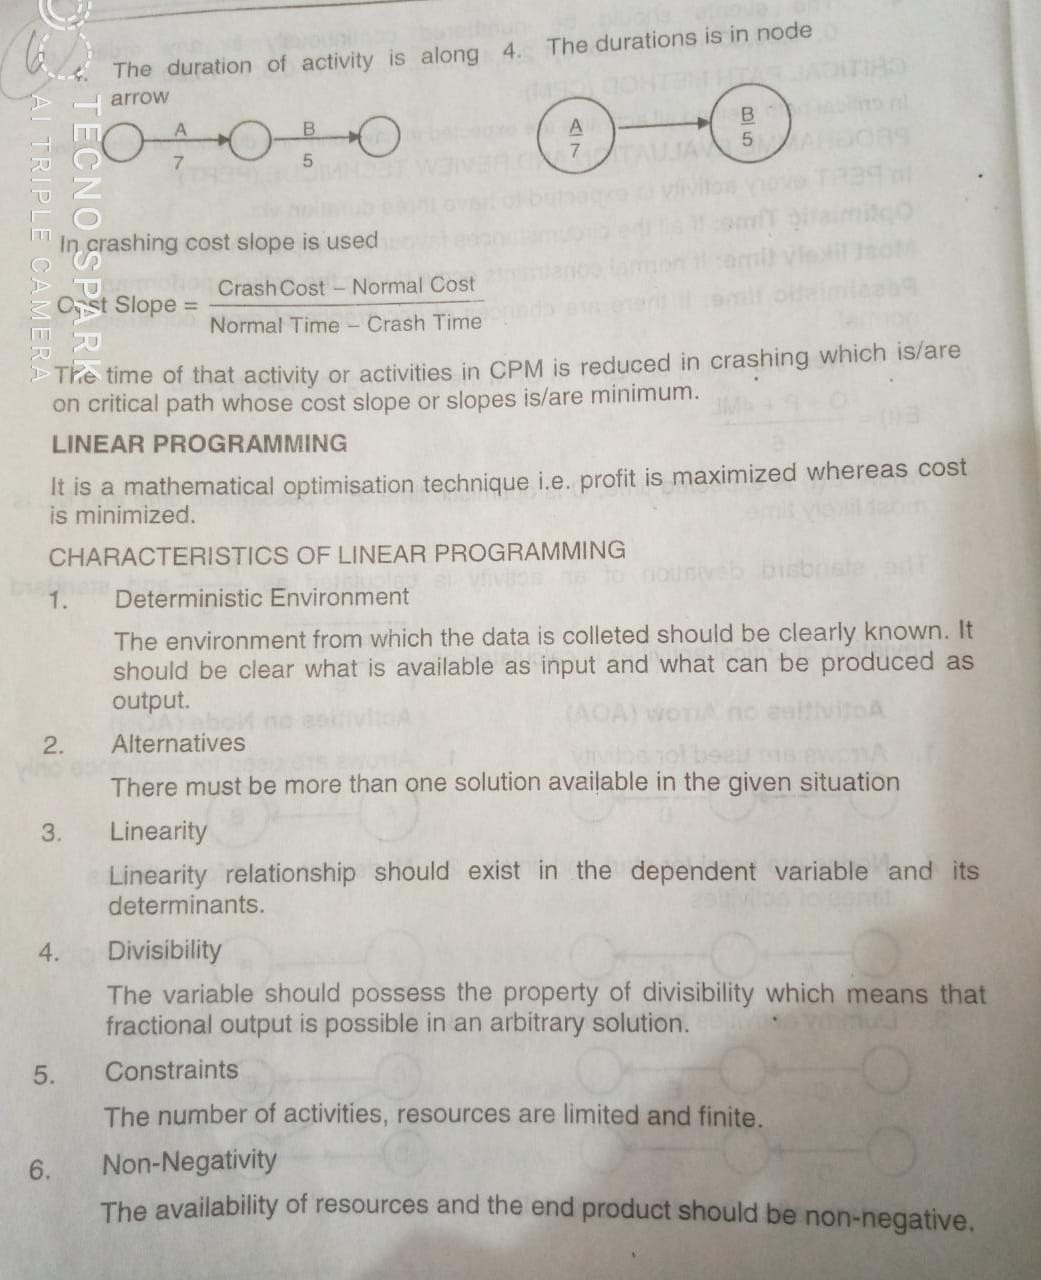 4. The duration of activity is along
arrow
4. The durations is in node
A
7
B
5
A
7
B
5
In crashing cost slope is used
Cost Slope =
Crash Cost – Normal Cost
Normal Time – Crash Time
The time of that activity or activities in CPM is reduced in crashing which is/are
on critical path whose cost slope or slopes is/are minimum.
LINEAR PROGRAMMING
It is a mathematical optimisation technique i.e. profit is maximized whereas cost
is minimized.
CHARACTERISTICS OF LINEAR PROGRAMMING
1. Deterministic Environment
The environment from which the data is colleted should be clearly known. It
should be clear what is available as input and what can be produced as
output.
2. Alternatives
There must be more than one solution available in the given situation
3. Linearity
Linearity relationship should exist in the dependent variable and its
determinants.
4. Divisibility
The variable should possess the property of divisibility which means that
fractional output is possible in an arbitrary solution.
5. Constraints
The number of activities, resources are limited and finite.
6. Non-Negativity
The availability of resources and the end product should be non-negative.
TECNO SPARK
AI TRIPLE CAMERA